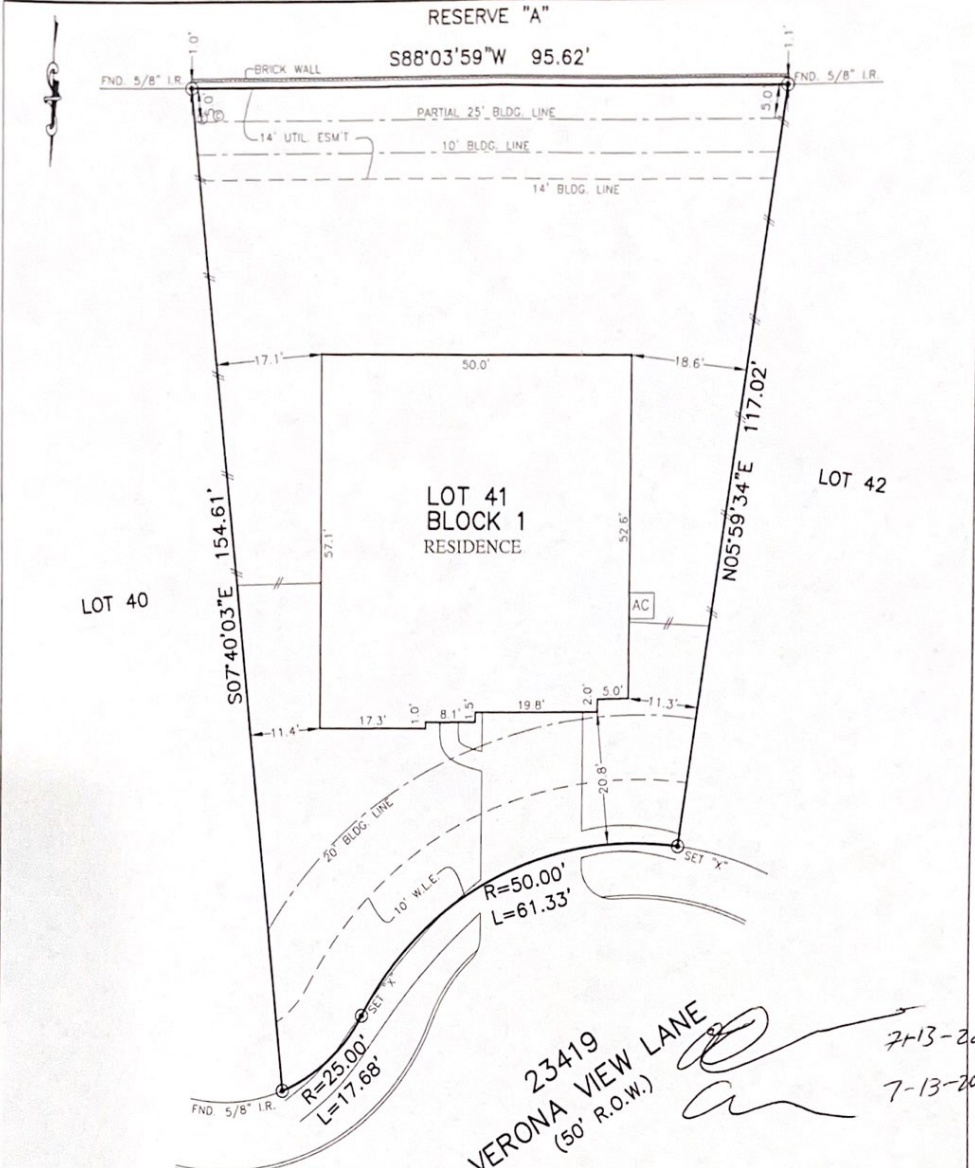 RESERVE "A"
S88°03'59"W 95.62'
1.0'
1.1'
BRICK WALL
FND. 5/8" I.R.
FND. 5/8" I.R.
5.0'
PARTIAL 25' BLDG. LINE
14' UTIL. ESM'T
10' BLDG. LINE
14' BLDG. LINE
17.1'
50.0'
18.6'
N05°59'34"E 117.02'
LOT 42
LOT 41
BLOCK 1
RESIDENCE
57.1'
52.6'
S07°40'03"E 154.61'
LOT 40
AC
11.4'
17.3'
1.0'
8.1'
1.5'
19.8'
2.0'
5.0'
11.3'
20.8'
20' BLDG. LINE
10' W.L.E.
R=50.00'
L=61.33'
SET "X"
SET "X"
R=25.00'
L=17.68'
FND. 5/8" I.R.
23419
VERONA VIEW LANE
(50' R.O.W.)
7-13-20
7-13-20